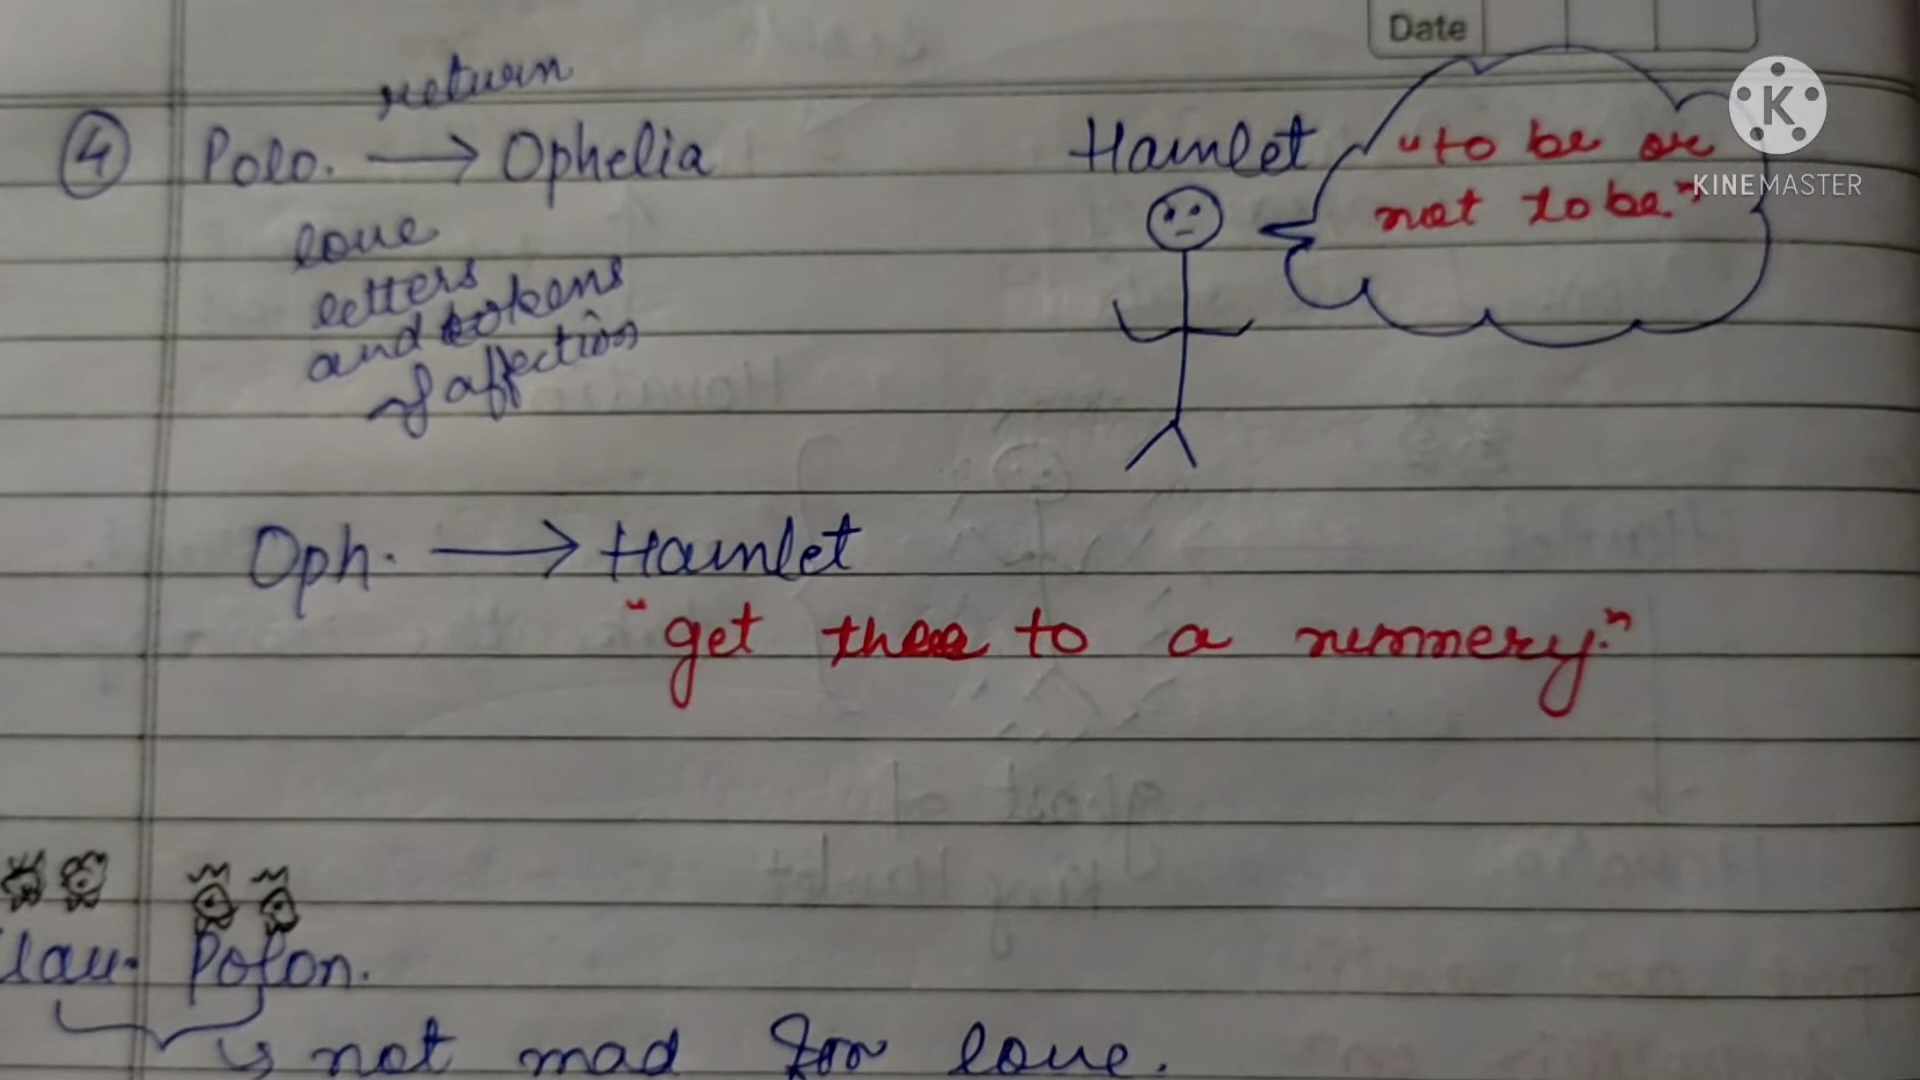 Date
return
④ Polo. → Ophelia
love
letters
and tokens
of affection
Hamlet
"to be or
not to be."
KINEMASTER
Oph. → Hamlet
"get thee to a nunnery."
lau. Polon.
↳ not mad for love.